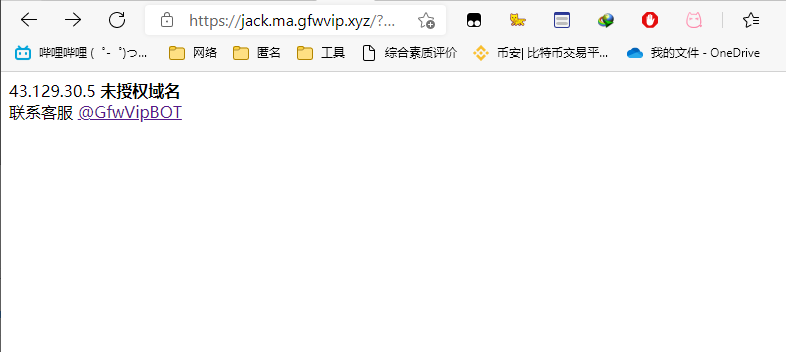 https://jack.ma.gfwvip.xyz/?...
哔哩哔哩 ( ゜- ゜)つ... 网络 匿名 工具 综合素质评价 币安| 比特币交易平... 我的文件 - OneDrive
43.129.30.5 未授权域名
联系客服 @GfwVipBOT